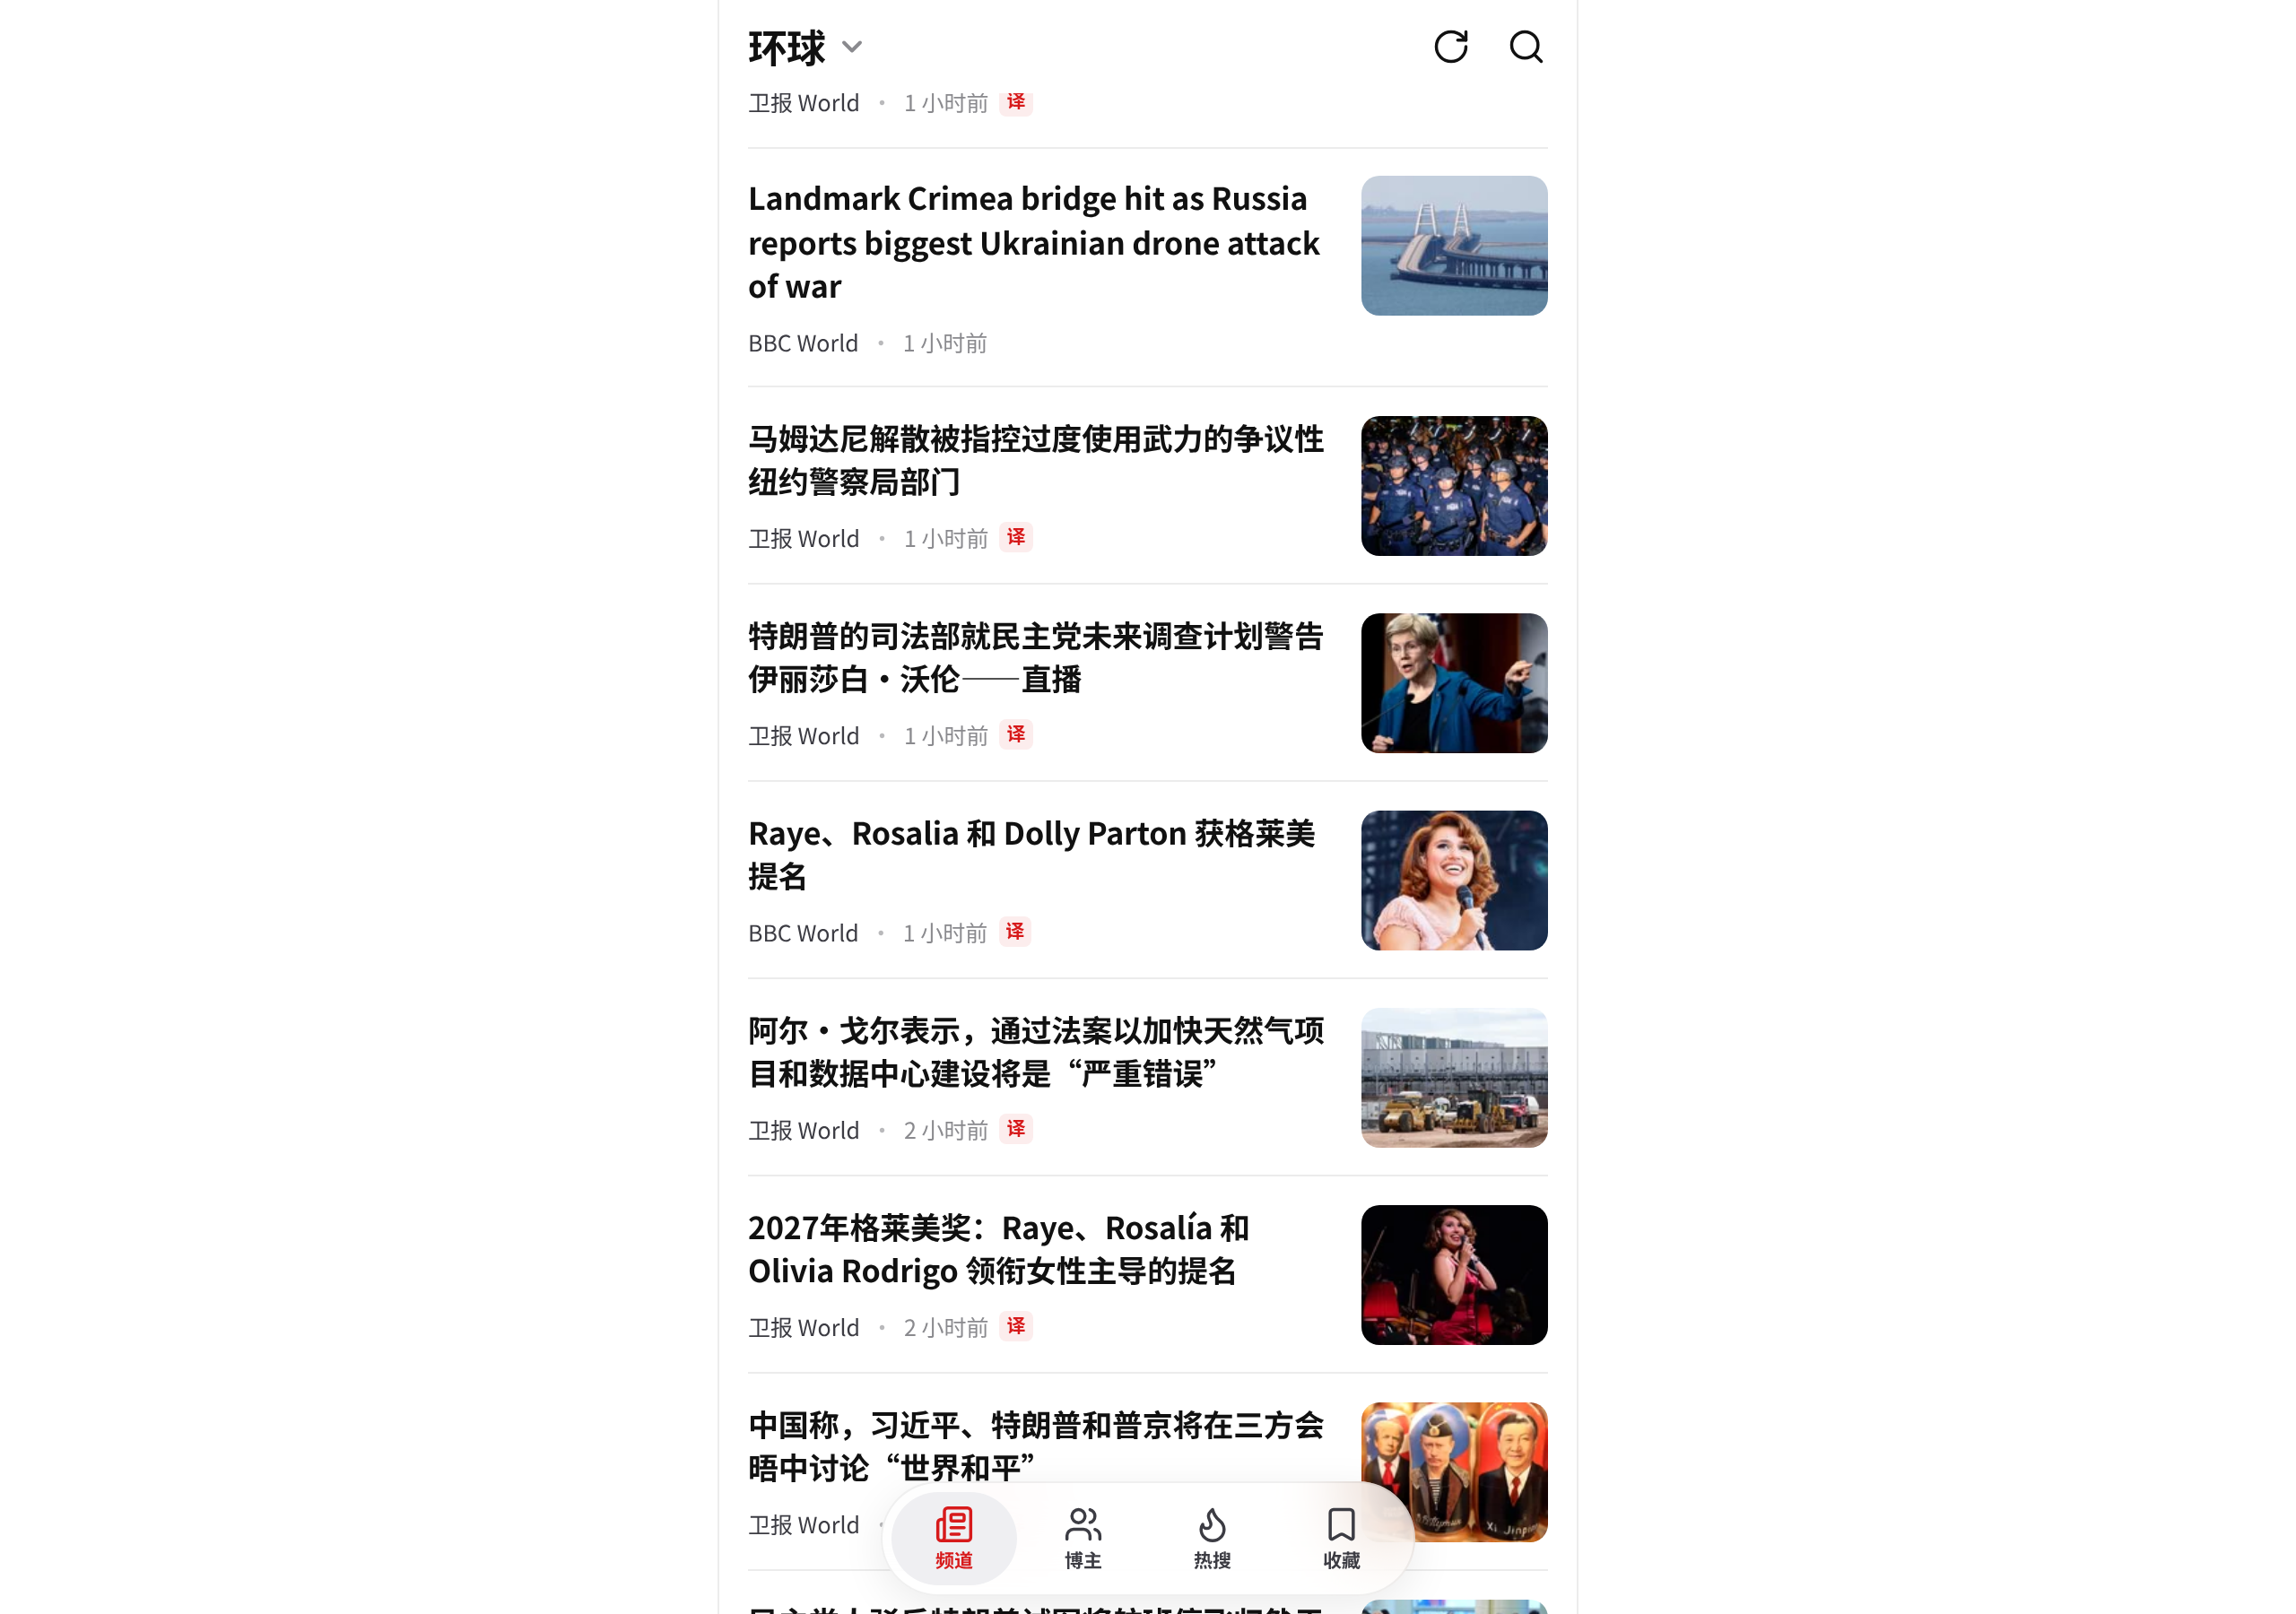 环球
卫报 World • 1 小时前 译
Landmark Crimea bridge hit as Russia
reports biggest Ukrainian drone attack
of war
BBC World • 1 小时前
马姆达尼解散被指控过度使用武力的争议性
纽约警察局部门
卫报 World • 1 小时前 译
特朗普的司法部就民主党未来调查计划警告
伊丽莎白·沃伦——直播
卫报 World • 1 小时前 译
Raye、Rosalia 和 Dolly Parton 获格莱美
提名
BBC World • 1 小时前 译
阿尔·戈尔表示，通过法案以加快天然气项
目和数据中心建设将是“严重错误”
卫报 World • 2 小时前 译
2027年格莱美奖：Raye、Rosalía 和
Olivia Rodrigo 领衔女性主导的提名
卫报 World • 2 小时前 译
中国称，习近平、特朗普和普京将在三方会
晤中讨论“世界和平”
卫报 World
Xi Jinping
频道 博主 热搜 收藏